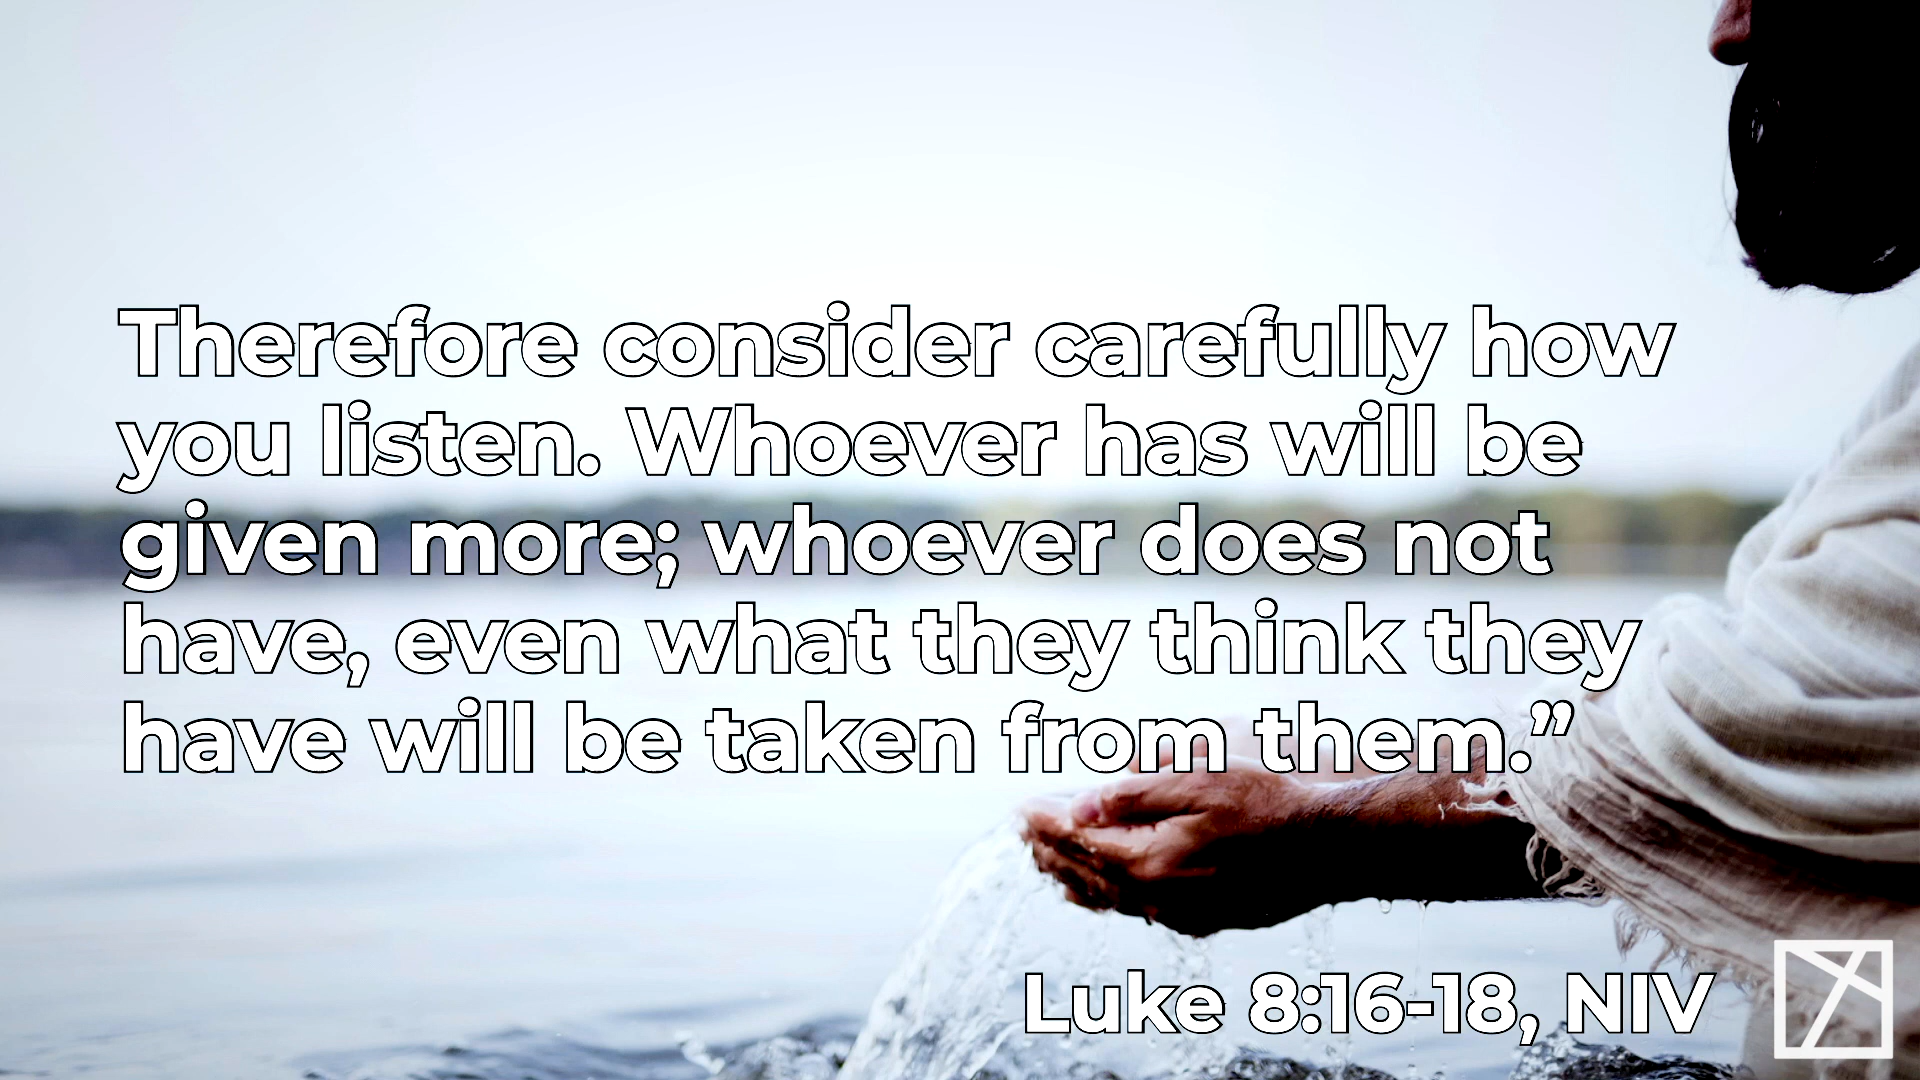 Therefore consider carefully how
you listen. Whoever has will be
given more; whoever does not
have, even what they think they
have will be taken from them.”
Luke 8:16-18, NIV